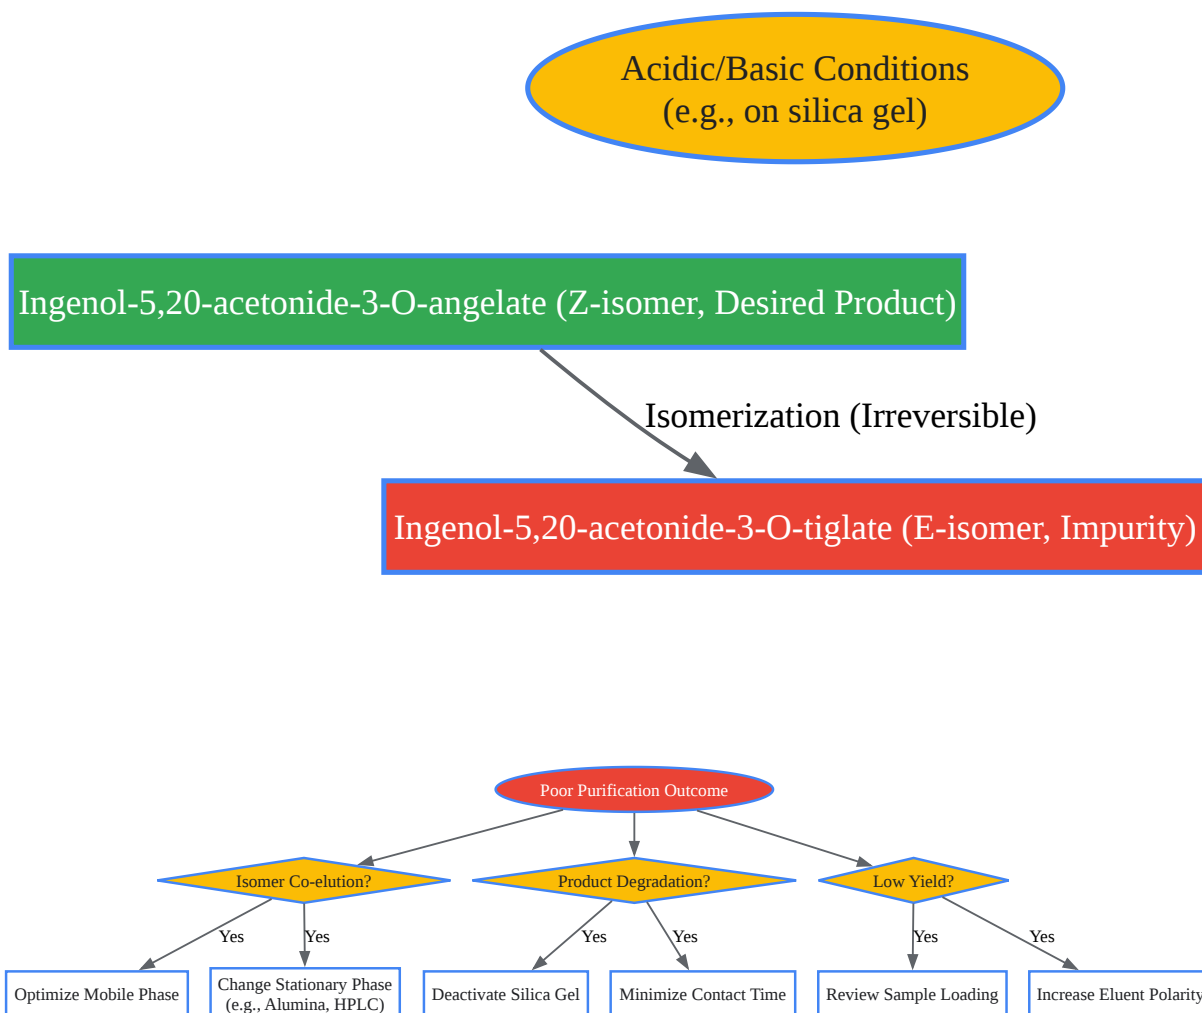 Acidic/Basic Conditions
(e.g., on silica gel)
Ingenol-5,20-acetonide-3-O-angelate (Z-isomer, Desired Product)
Isomerization (Irreversible)
Ingenol-5,20-acetonide-3-O-tiglate (E-isomer, Impurity)
Poor Purification Outcome
Isomer Co-elution?
Product Degradation?
Low Yield?
Yes
Yes
Yes
Yes
Yes
Yes
Optimize Mobile Phase
Change Stationary Phase
(e.g., Alumina, HPLC)
Deactivate Silica Gel
Minimize Contact Time
Review Sample Loading
Increase Eluent Polarity